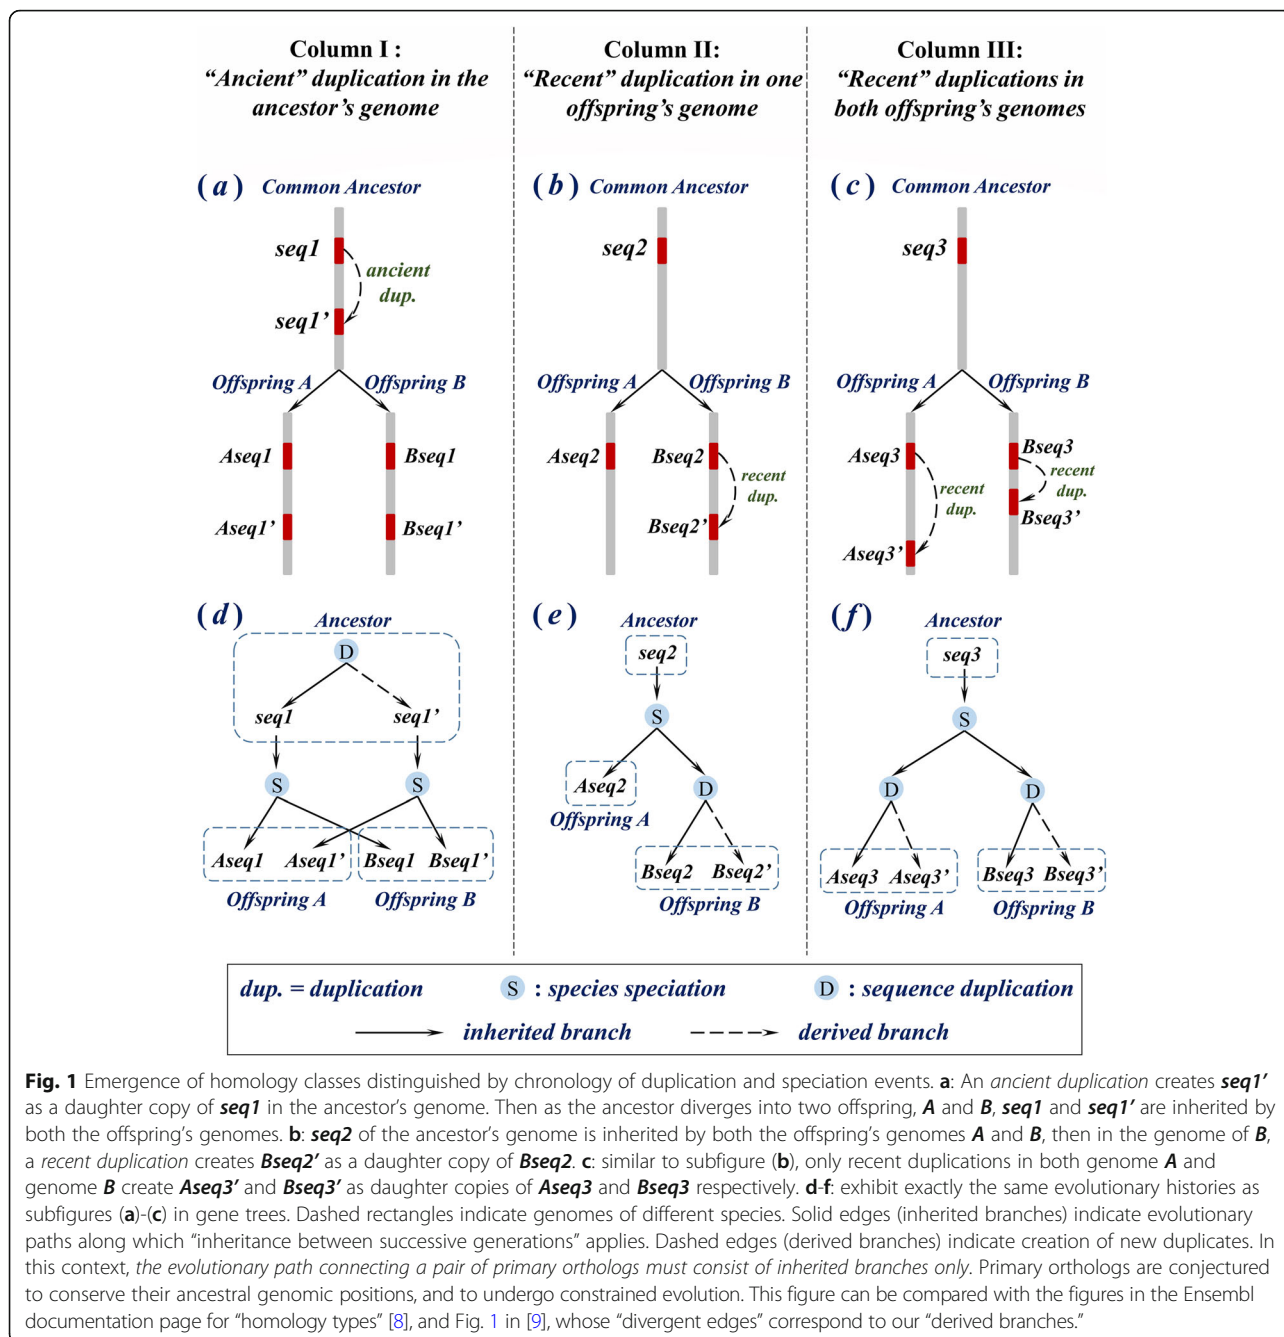 Column I :
"Ancient" duplication in the
ancestor's genome
Column II:
"Recent" duplication in one
offspring's genome
Column III:
"Recent" duplications in
both offspring's genomes
(a) Common Ancestor
seq1
ancient
dup.
seq1'
Offspring A Offspring B
Aseq1 Bseq1
Aseq1' Bseq1'
(b) Common Ancestor
seq2
Offspring A Offspring B
Aseq2 Bseq2
recent
dup.
Bseq2'
(c) Common Ancestor
seq3
Offspring A Offspring B
Aseq3 Bseq3
recent
dup.
recent
dup.
Bseq3'
Aseq3'
(d) Ancestor
D
seq1 seq1'
S S
Aseq1 Aseq1' Bseq1 Bseq1'
Offspring A Offspring B
(e) Ancestor
seq2
S
Aseq2 D
Offspring A
Bseq2 Bseq2'
Offspring B
(f) Ancestor
seq3
S
D D
Aseq3 Aseq3' Bseq3 Bseq3'
Offspring A Offspring B
dup. = duplication S : species speciation D : sequence duplication
inherited branch derived branch
Fig. 1 Emergence of homology classes distinguished by chronology of duplication and speciation events. a: An ancient duplication creates seq1'
as a daughter copy of seq1 in the ancestor's genome. Then as the ancestor diverges into two offspring, A and B, seq1 and seq1' are inherited by
both the offspring's genomes. b: seq2 of the ancestor's genome is inherited by both the offspring's genomes A and B, then in the genome of B,
a recent duplication creates Bseq2' as a daughter copy of Bseq2. c: similar to subfigure (b), only recent duplications in both genome A and
genome B create Aseq3' and Bseq3' as daughter copies of Aseq3 and Bseq3 respectively. d-f: exhibit exactly the same evolutionary histories as
subfigures (a)-(c) in gene trees. Dashed rectangles indicate genomes of different species. Solid edges (inherited branches) indicate evolutionary
paths along which "inheritance between successive generations" applies. Dashed edges (derived branches) indicate creation of new duplicates. In
this context, the evolutionary path connecting a pair of primary orthologs must consist of inherited branches only. Primary orthologs are conjectured
to conserve their ancestral genomic positions, and to undergo constrained evolution. This figure can be compared with the figures in the Ensembl
documentation page for "homology types" [8], and Fig. 1 in [9], whose "divergent edges" correspond to our "derived branches."